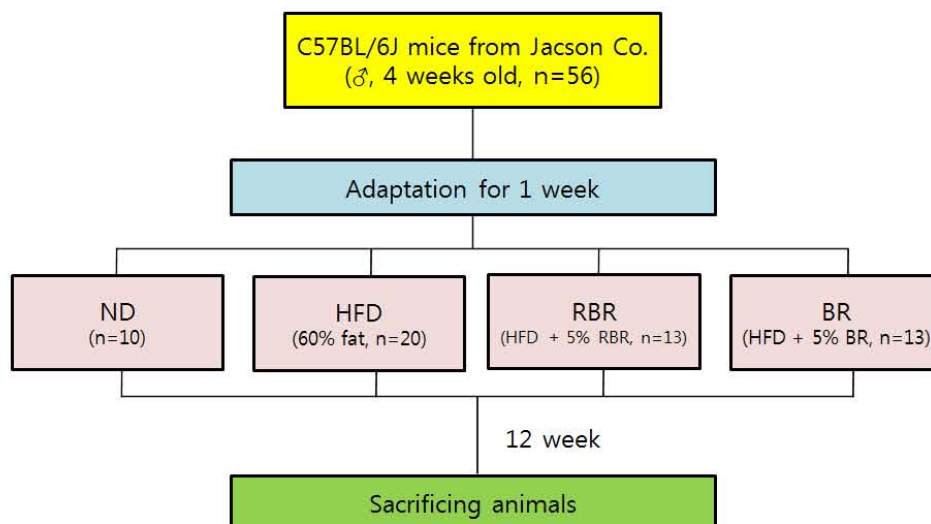 C57BL/6J mice from Jacson Co.
(♂, 4 weeks old, n=56)
Adaptation for 1 week
ND
(n=10)
HFD
(60% fat, n=20)
RBR
(HFD + 5% RBR, n=13)
BR
(HFD + 5% BR, n=13)
12 week
Sacrificing animals